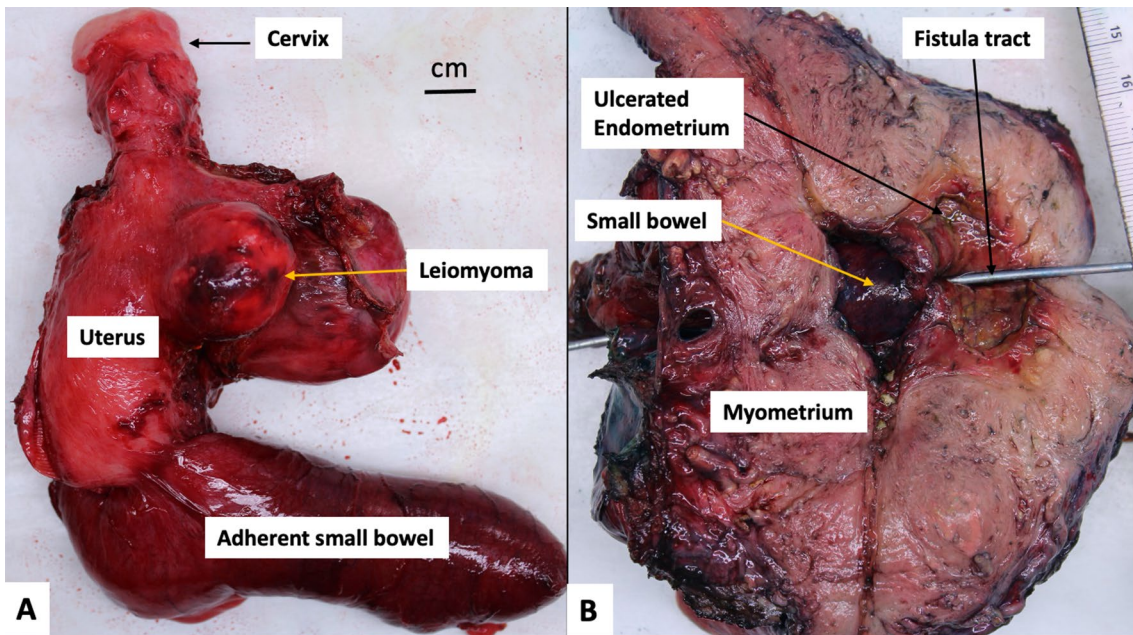 Cervix
cm
Leiomyoma
Uterus
Adherent small bowel
A
Fistula tract
Ulcerated
Endometrium
Small bowel
Myometrium
B
15
16